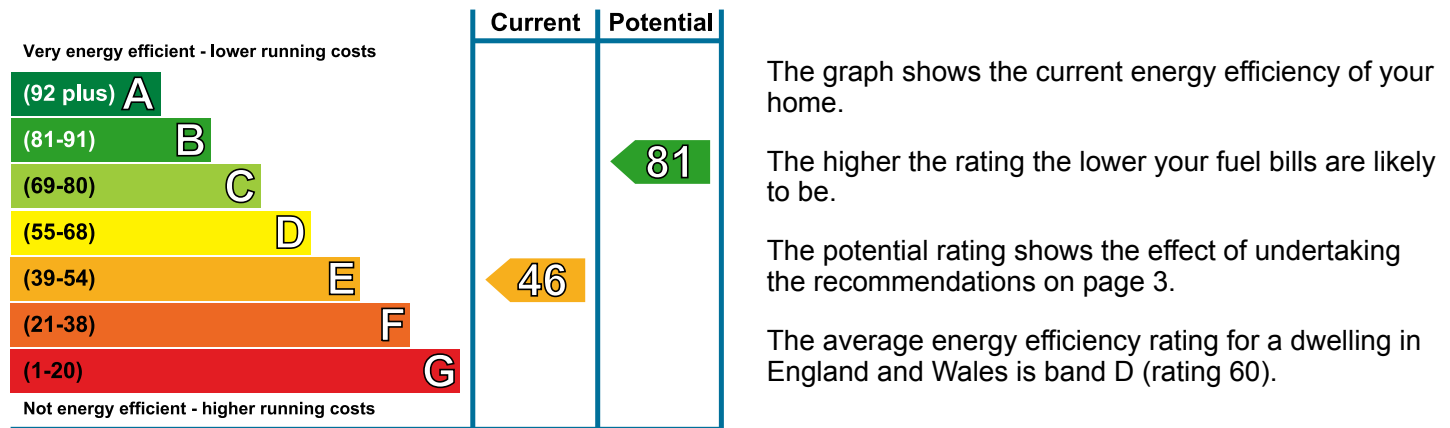 Current Potential
Very energy efficient - lower running costs
(92 plus) A
(81-91) B
81
(69-80) C
(55-68) D
(39-54) E
46
(21-38) F
(1-20) G
Not energy efficient - higher running costs
The graph shows the current energy efficiency of your
home.
The higher the rating the lower your fuel bills are likely
to be.
The potential rating shows the effect of undertaking
the recommendations on page 3.
The average energy efficiency rating for a dwelling in
England and Wales is band D (rating 60).